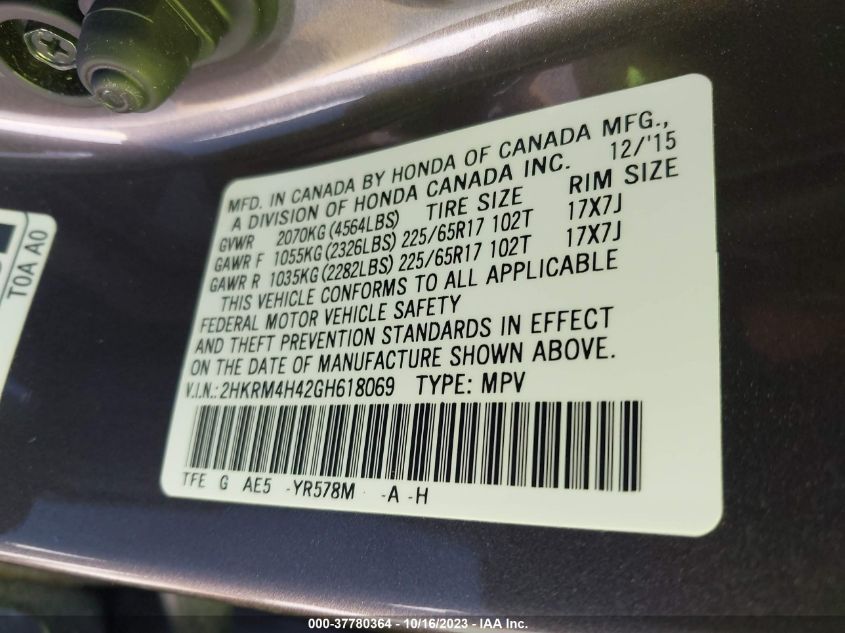 MFD. IN CANADA BY HONDA OF CANADA MFG.,
A DIVISION OF HONDA CANADA INC. 12/'15
GVWR 2070KG (4564LBS) TIRE SIZE RIM SIZE
GAWR F 1055KG (2326LBS) 225/65R17 102T 17X7J
GAWR R 1035KG (2282LBS) 225/65R17 102T 17X7J
THIS VEHICLE CONFORMS TO ALL APPLICABLE
FEDERAL MOTOR VEHICLE SAFETY
AND THEFT PREVENTION STANDARDS IN EFFECT
ON THE DATE OF MANUFACTURE SHOWN ABOVE.
V.I.N.: 2HKRM4H42GH618069 TYPE: MPV
TFE G AE5 -YR578M -A -H
T0A A0
000-37780364 - 10/16/2023 - IAA Inc.